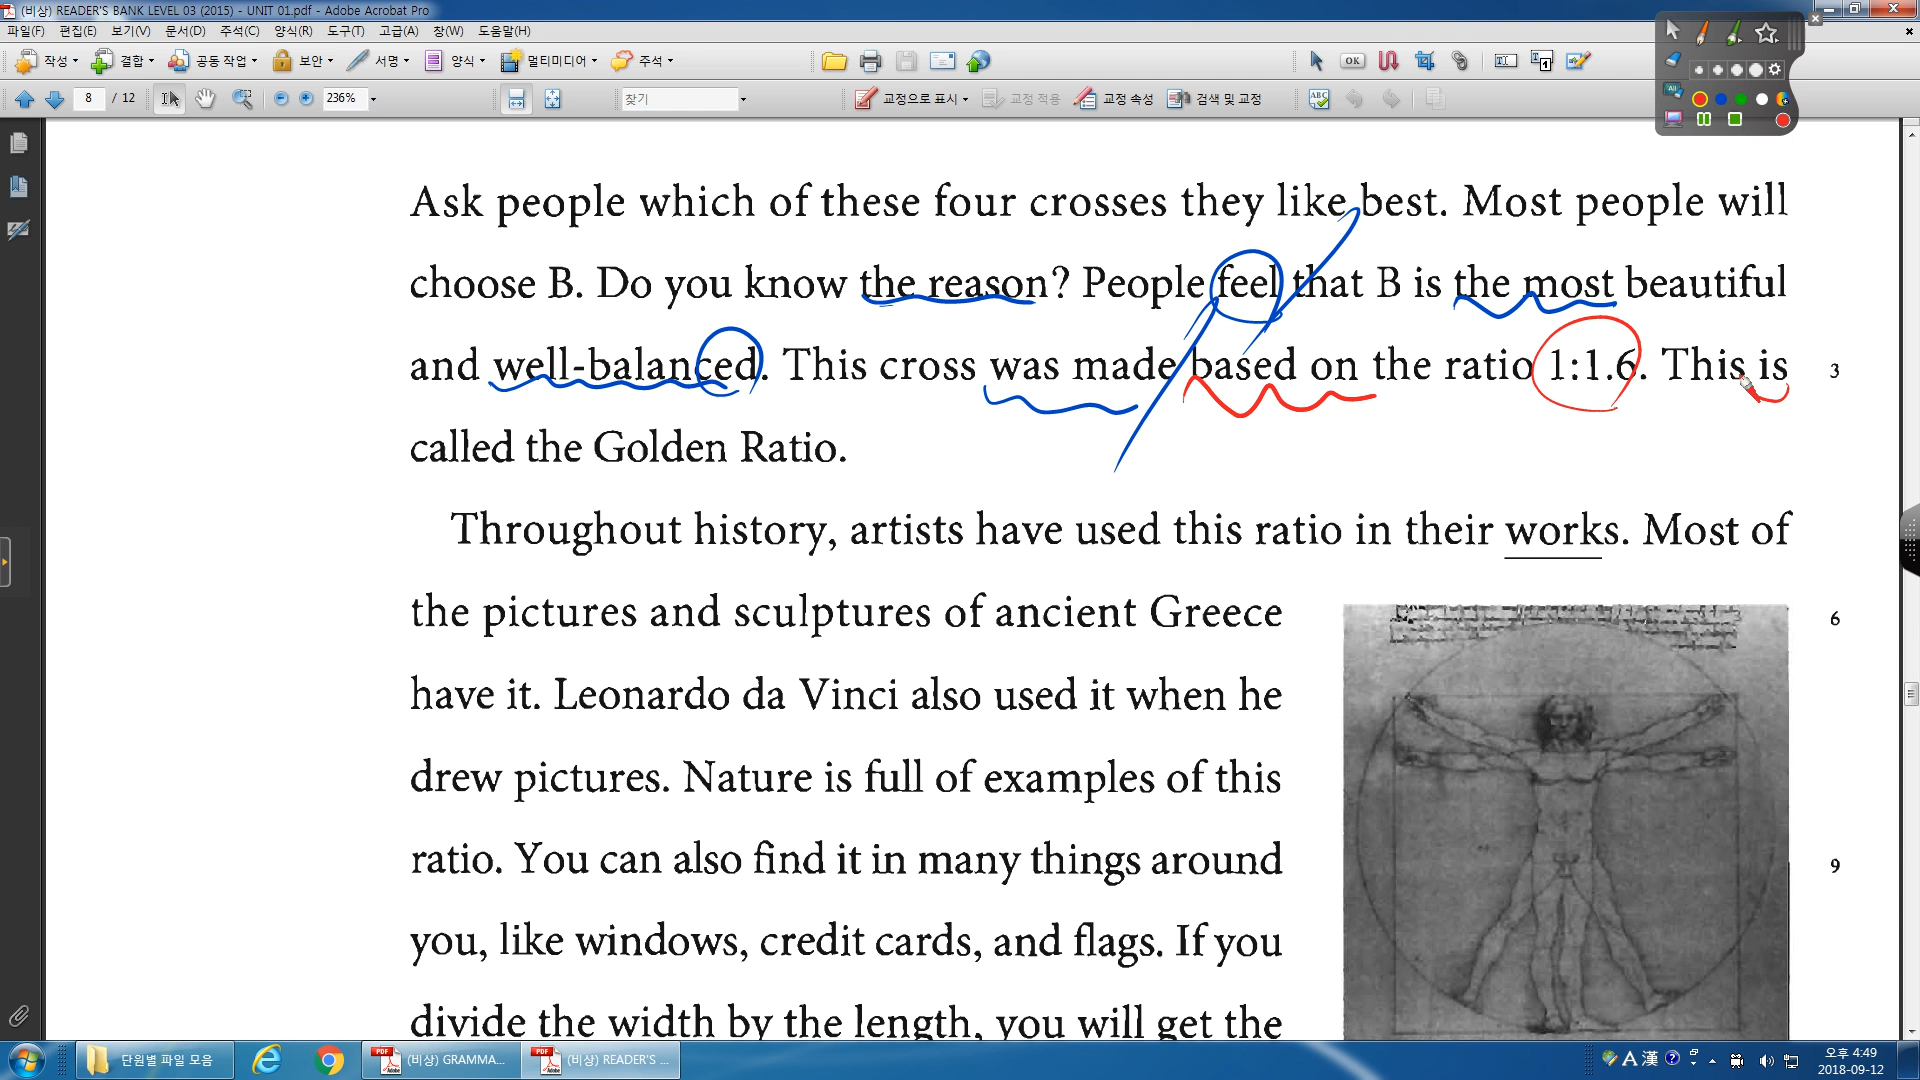 (비상) READER'S BANK LEVEL 03 (2015) - UNIT 01.pdf - Adobe Acrobat Pro
파일(F) 편집(E) 보기(V) 문서(D) 주석(C) 양식(R) 도구(T) 고급(A) 창(W) 도움말(H)
작성 결합 공동 작업 보안 서명 양식 멀티미디어 주석 OK
8 / 12 236% 찾기 교정으로 표시 교정 적용 교정 속성 검색 및 교정 ABC
All
Ask people which of these four crosses they like best. Most people will
choose B. Do you know the reason? People feel that B is the most beautiful
and well-balanced. This cross was made based on the ratio 1:1.6. This is 3
called the Golden Ratio.
Throughout history, artists have used this ratio in their works. Most of
the pictures and sculptures of ancient Greece 6
have it. Leonardo da Vinci also used it when he
drew pictures. Nature is full of examples of this
ratio. You can also find it in many things around 9
you, like windows, credit cards, and flags. If you
divide the width by the length, you will get the
단원별 파일 모음 (비상) GRAMMA... (비상) READER'S ... A 漢 오후 4:49
2018-09-12